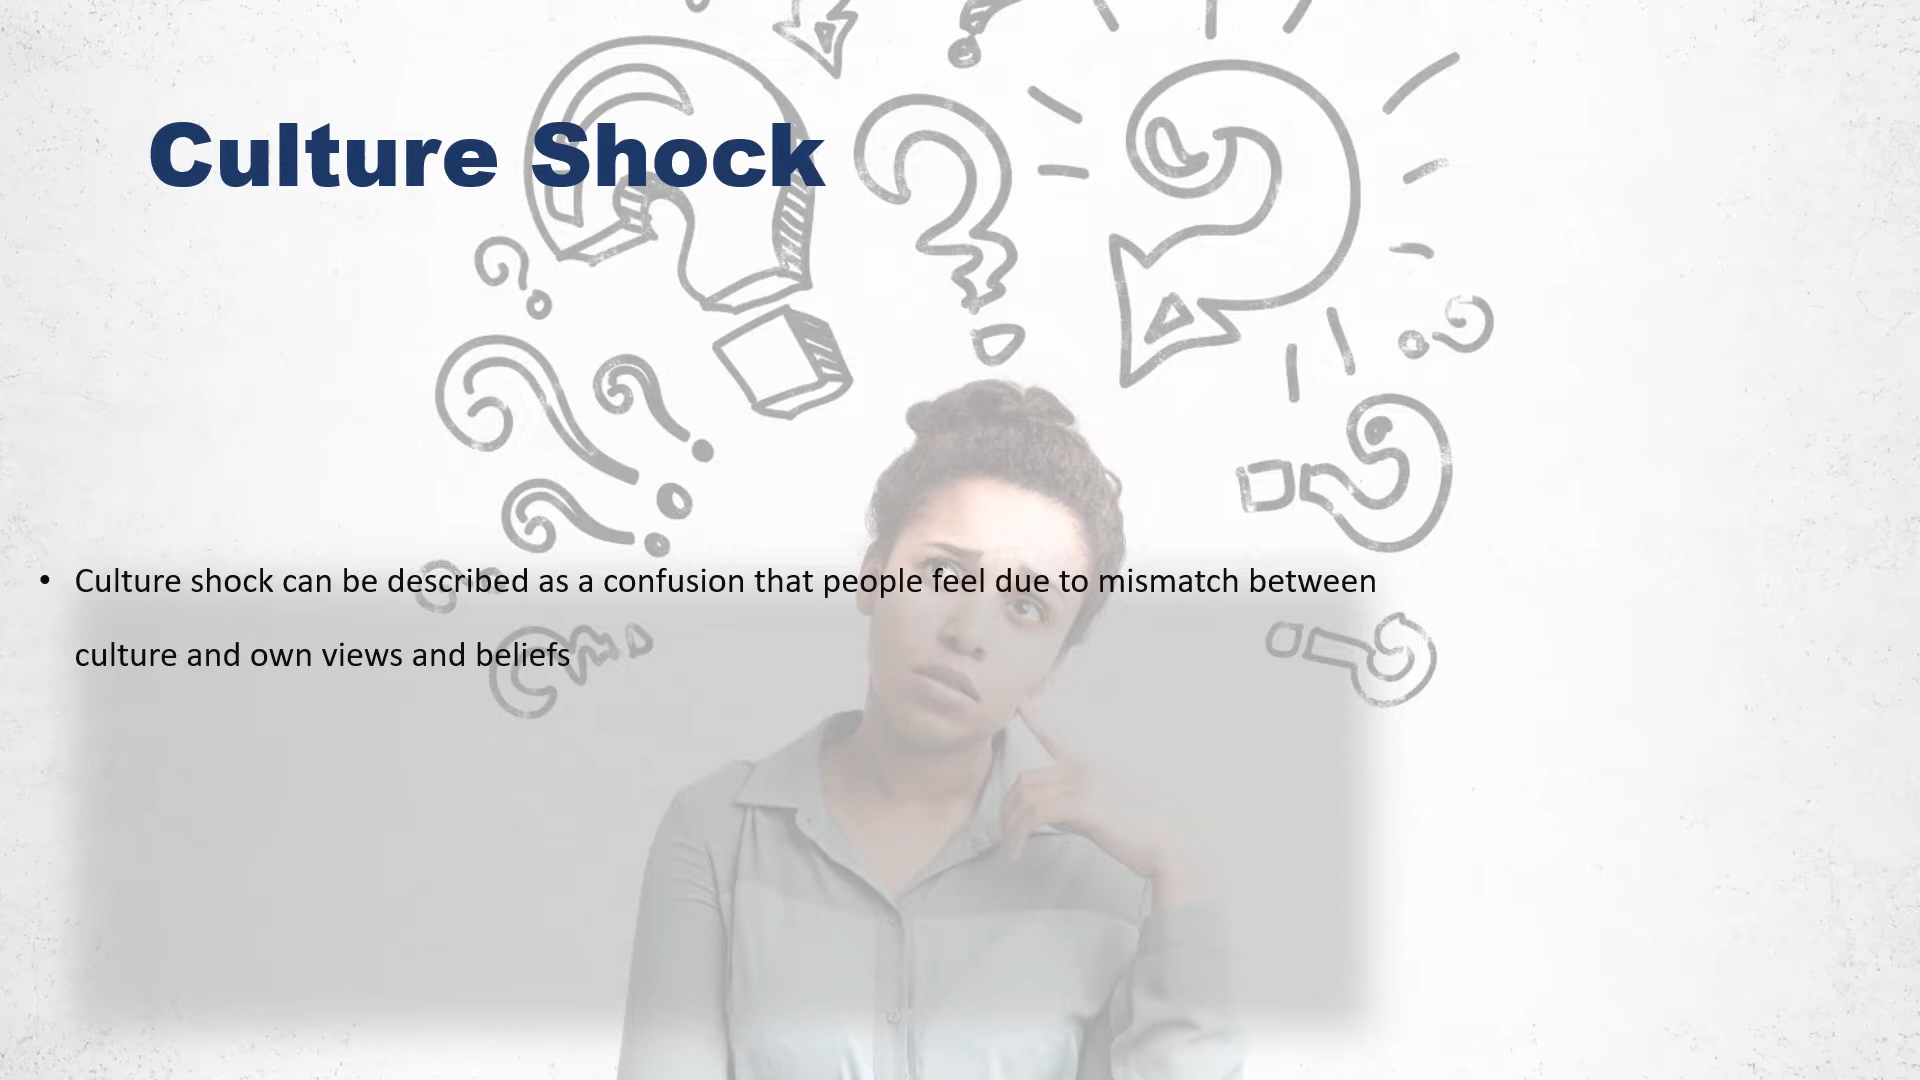 Culture Shock
• Culture shock can be described as a confusion that people feel due to mismatch between
culture and own views and beliefs